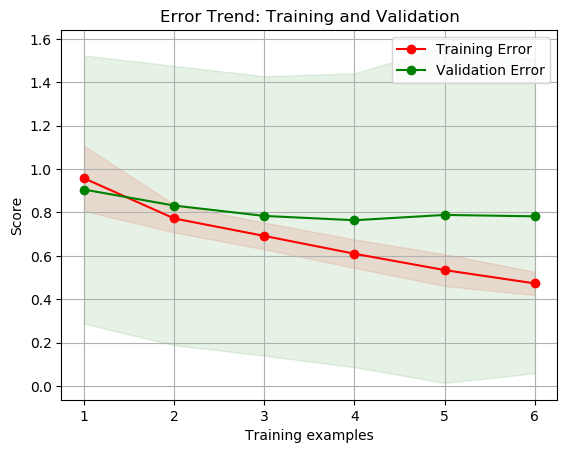 Error Trend: Training and Validation
Training Error
Validation Error
1.6
1.4
1.2
1.0
0.8
0.6
0.4
0.2
0.0
Score
1 2 3 4 5 6
Training examples